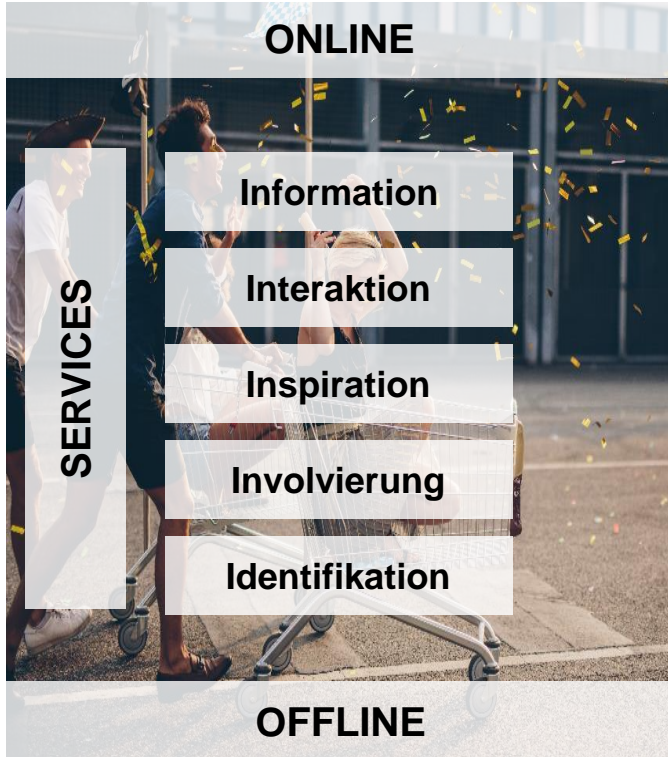 ONLINE
SERVICES
Information
Interaktion
Inspiration
Involvierung
Identifikation
OFFLINE